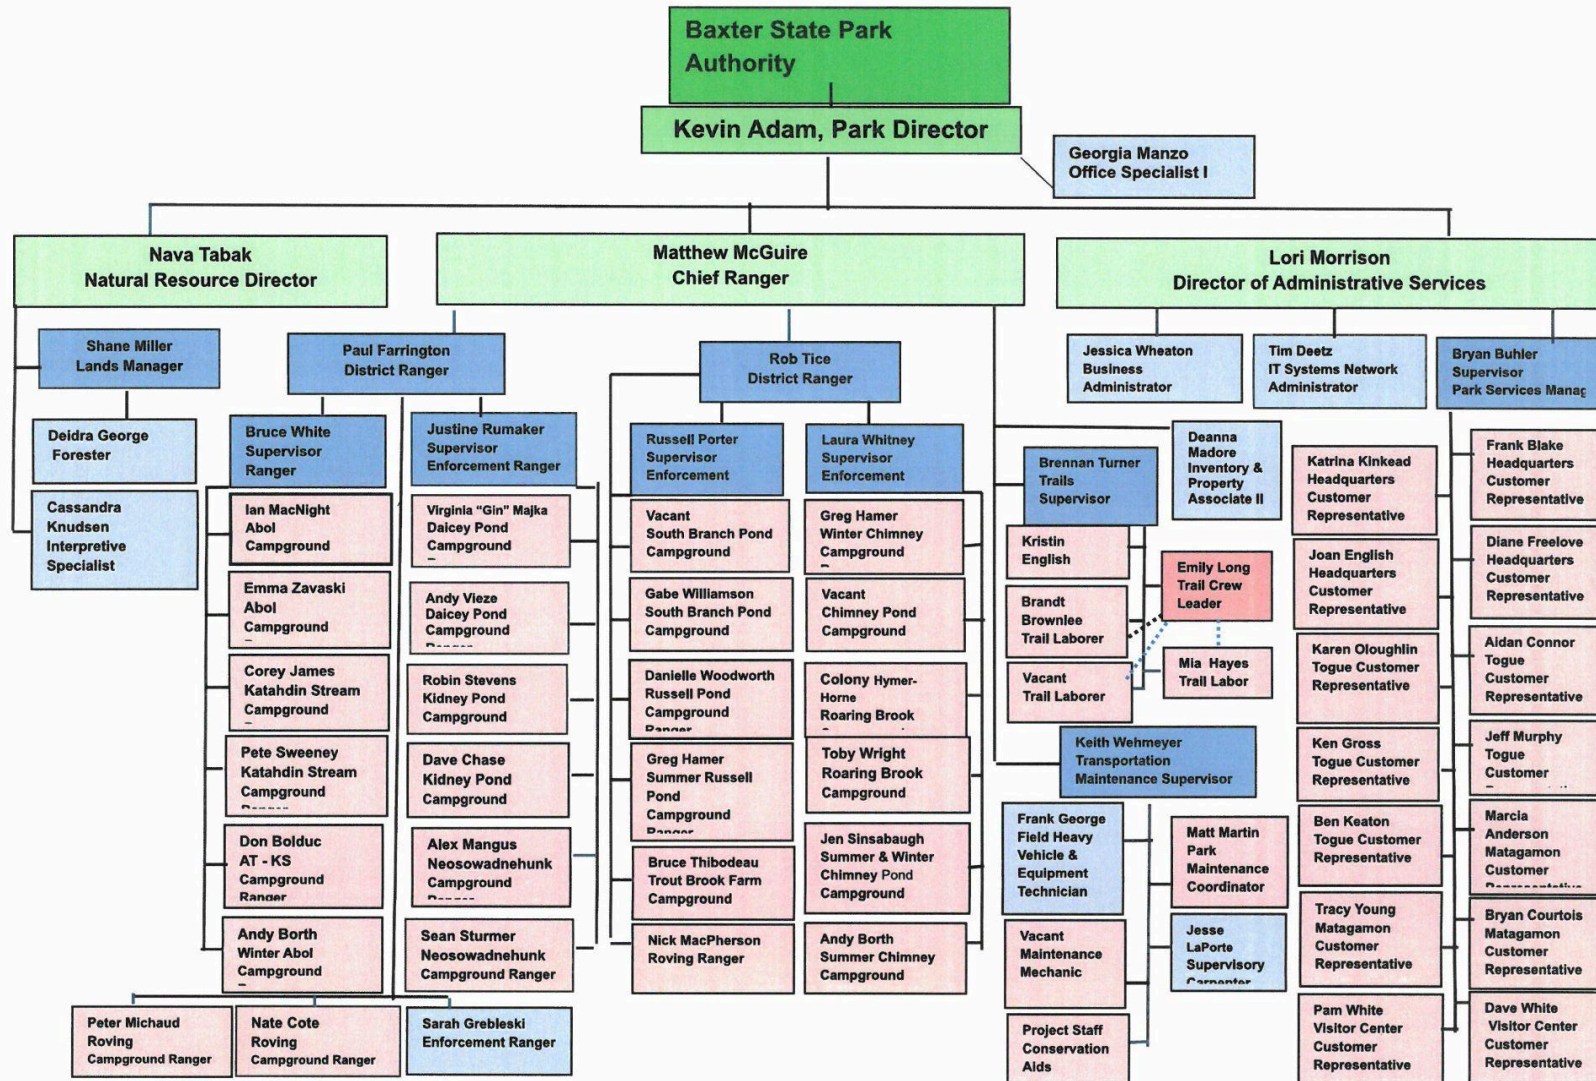 Baxter State Park
Authority
Kevin Adam, Park Director
Georgia Manzo
Office Specialist I
Nava Tabak
Natural Resource Director
Matthew McGuire
Chief Ranger
Lori Morrison
Director of Administrative Services
Shane Miller
Lands Manager
Deidra George
Forester
Cassandra
Knudsen
Interpretive
Specialist
Paul Farrington
District Ranger
Bruce White
Supervisor
Ranger
Ian MacNight
Abol
Campground
Emma Zavaski
Abol
Campground
Corey James
Katahdin Stream
Campground
Pete Sweeney
Katahdin Stream
Campground
Don Bolduc
AT - KS
Campground
Ranger
Andy Borth
Winter Abol
Campground
Justine Rumaker
Supervisor
Enforcement Ranger
Virginia “Gin” Majka
Daicey Pond
Campground
Andy Vieze
Daicey Pond
Campground
Robin Stevens
Kidney Pond
Campground
Dave Chase
Kidney Pond
Campground
Alex Mangus
Neosowadnehunk
Campground
Sean Sturmer
Neosowadnehunk
Campground Ranger
Peter Michaud
Roving
Campground Ranger
Nate Cote
Roving
Campground Ranger
Sarah Grebleski
Enforcement Ranger
Rob Tice
District Ranger
Russell Porter
Supervisor
Enforcement
Vacant
South Branch Pond
Campground
Gabe Williamson
South Branch Pond
Campground
Danielle Woodworth
Russell Pond
Campground
Ranger
Greg Hamer
Summer Russell
Pond
Campground
Ranger
Bruce Thibodeau
Trout Brook Farm
Campground
Nick MacPherson
Roving Ranger
Laura Whitney
Supervisor
Enforcement
Greg Hamer
Winter Chimney
Campground
Vacant
Chimney Pond
Campground
Colony Hymer-
Horne
Roaring Brook
Toby Wright
Roaring Brook
Campground
Jen Sinsabaugh
Summer & Winter
Chimney Pond
Campground
Andy Borth
Summer Chimney
Campground
Brennan Turner
Trails
Supervisor
Deanna
Madore
Inventory &
Property
Associate II
Kristin
English
Brandt
Brownlee
Trail Laborer
Vacant
Trail Laborer
Emily Long
Trail Crew
Leader
Mia Hayes
Trail Labor
Keith Wehmeyer
Transportation
Maintenance Supervisor
Frank George
Field Heavy
Vehicle &
Equipment
Technician
Vacant
Maintenance
Mechanic
Project Staff
Conservation
Aids
Matt Martin
Park
Maintenance
Coordinator
Jesse
LaPorte
Supervisory
Carpenter
Jessica Wheaton
Business
Administrator
Tim Deetz
IT Systems Network
Administrator
Bryan Buhler
Supervisor
Park Services Manag
Katrina Kinkead
Headquarters
Customer
Representative
Joan English
Headquarters
Customer
Representative
Karen Oloughlin
Togue Customer
Representative
Ken Gross
Togue Customer
Representative
Ben Keaton
Togue Customer
Representative
Tracy Young
Matagamon
Customer
Representative
Pam White
Visitor Center
Customer
Representative
Frank Blake
Headquarters
Customer
Representative
Diane Freelove
Headquarters
Customer
Representative
Aidan Connor
Togue
Customer
Representative
Jeff Murphy
Togue
Customer
Marcia
Anderson
Matagamon
Customer
Representative
Bryan Courtois
Matagamon
Customer
Representative
Dave White
Visitor Center
Customer
Representative